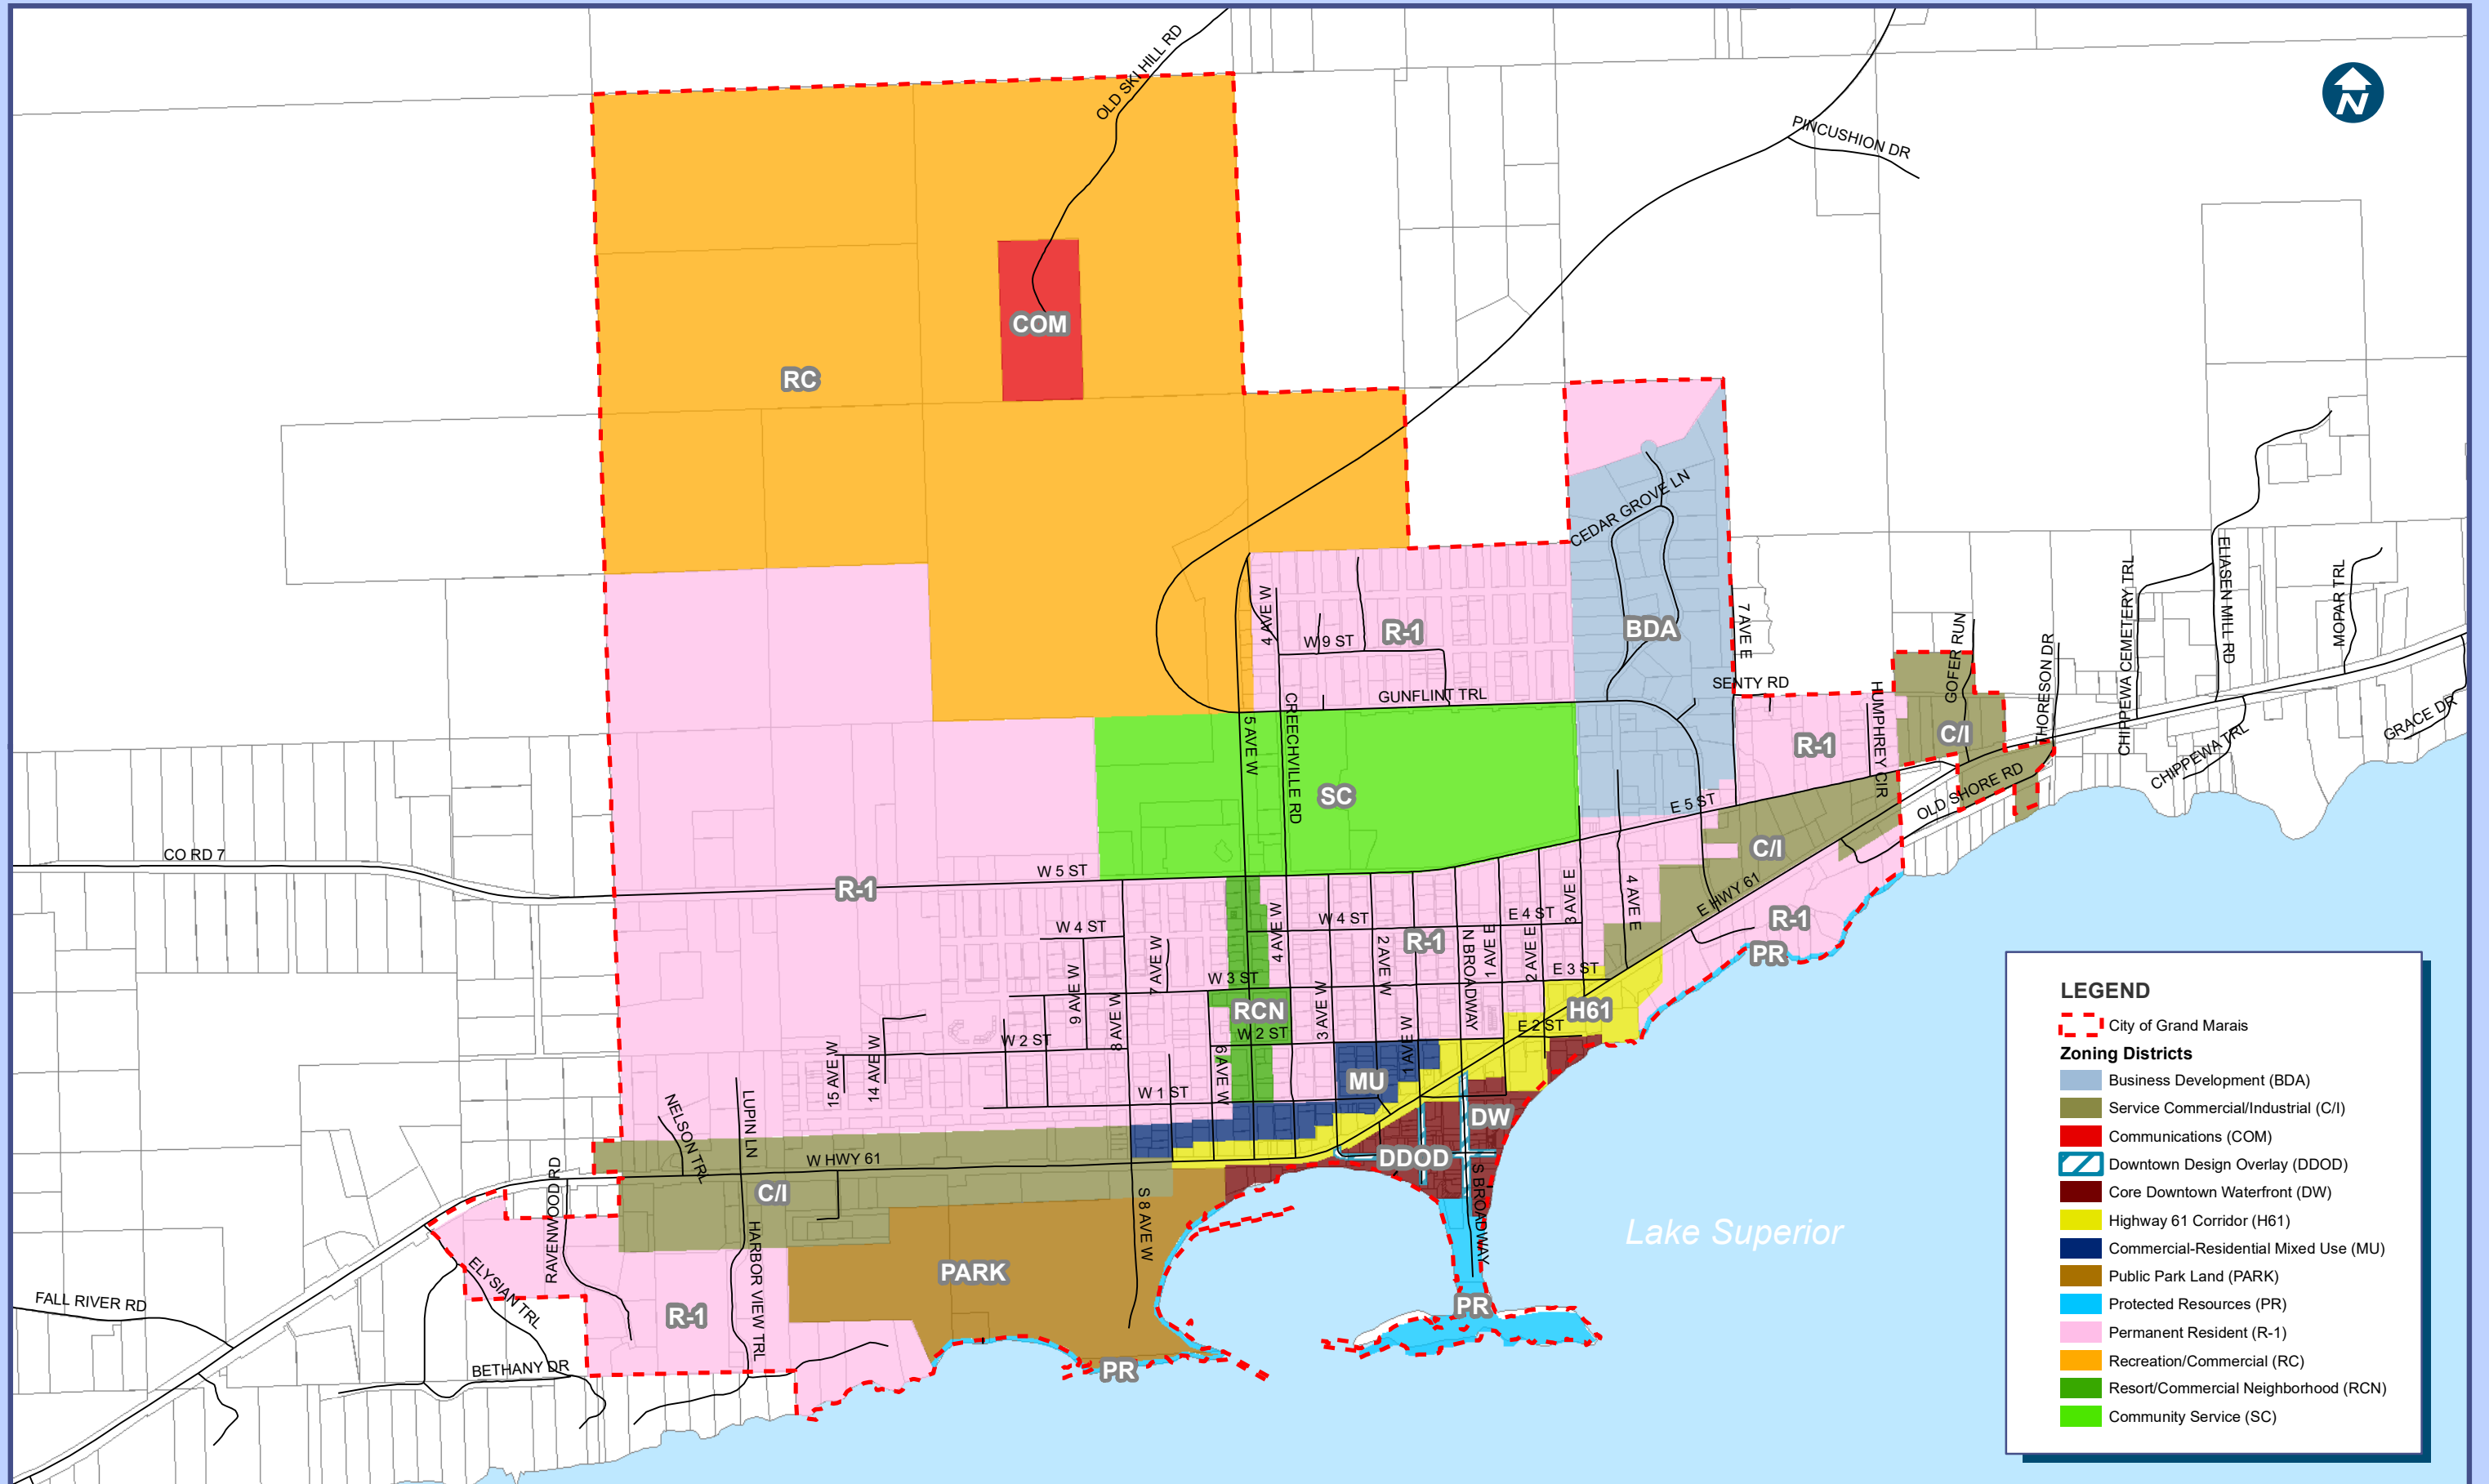 OLD SKI HILL RD
N
PINCUSHION DR
COM
RC
CEDAR GROVE LN
ELIASEN MILL RD
CHIPPEWA CEMETERY TRL
MOPAR TRL
4 AVE W
W 9 ST
R-1
BDA
7 AVE E
GOFER RUN
THORESON DR
SENTY RD
HUMPHREY CIR
GUNFLINT TRL
CREECHVILLE RD
5 AVE W
R-1
C/I
GRACE DR
CHIPPEWA TRL
SC
E 5 ST
OLD SHORE RD
CO RD 7
C/I
W 5 ST
R-1
E HWY 61
3 AVE E
4 AVE E
W 4 ST
4 AVE W
W 4 ST
E 4 ST
R-1
R-1
7 AVE W
2 AVE W
N BROADWAY
1 AVE E
2 AVE E
PR
9 AVE W
W 3 ST
E 3 ST
8 AVE W
RCN
3 AVE W
H61
W 2 ST
W 2 ST
E 2 ST
15 AVE W
14 AVE W
6 AVE W
MU
1 AVE W
NELSON TRL
LUPIN LN
W 1 ST
DW
W HWY 61
DDOD
RAVENWOOD RD
C/I
S 8 AVE W
S BROADWAY
Lake Superior
HARBOR VIEW TRL
ELYSIAN TRL
PARK
FALL RIVER RD
R-1
PR
BETHANY DR
PR
LEGEND
City of Grand Marais
Zoning Districts
Business Development (BDA)
Service Commercial/Industrial (C/I)
Communications (COM)
Downtown Design Overlay (DDOD)
Core Downtown Waterfront (DW)
Highway 61 Corridor (H61)
Commercial-Residential Mixed Use (MU)
Public Park Land (PARK)
Protected Resources (PR)
Permanent Resident (R-1)
Recreation/Commercial (RC)
Resort/Commercial Neighborhood (RCN)
Community Service (SC)